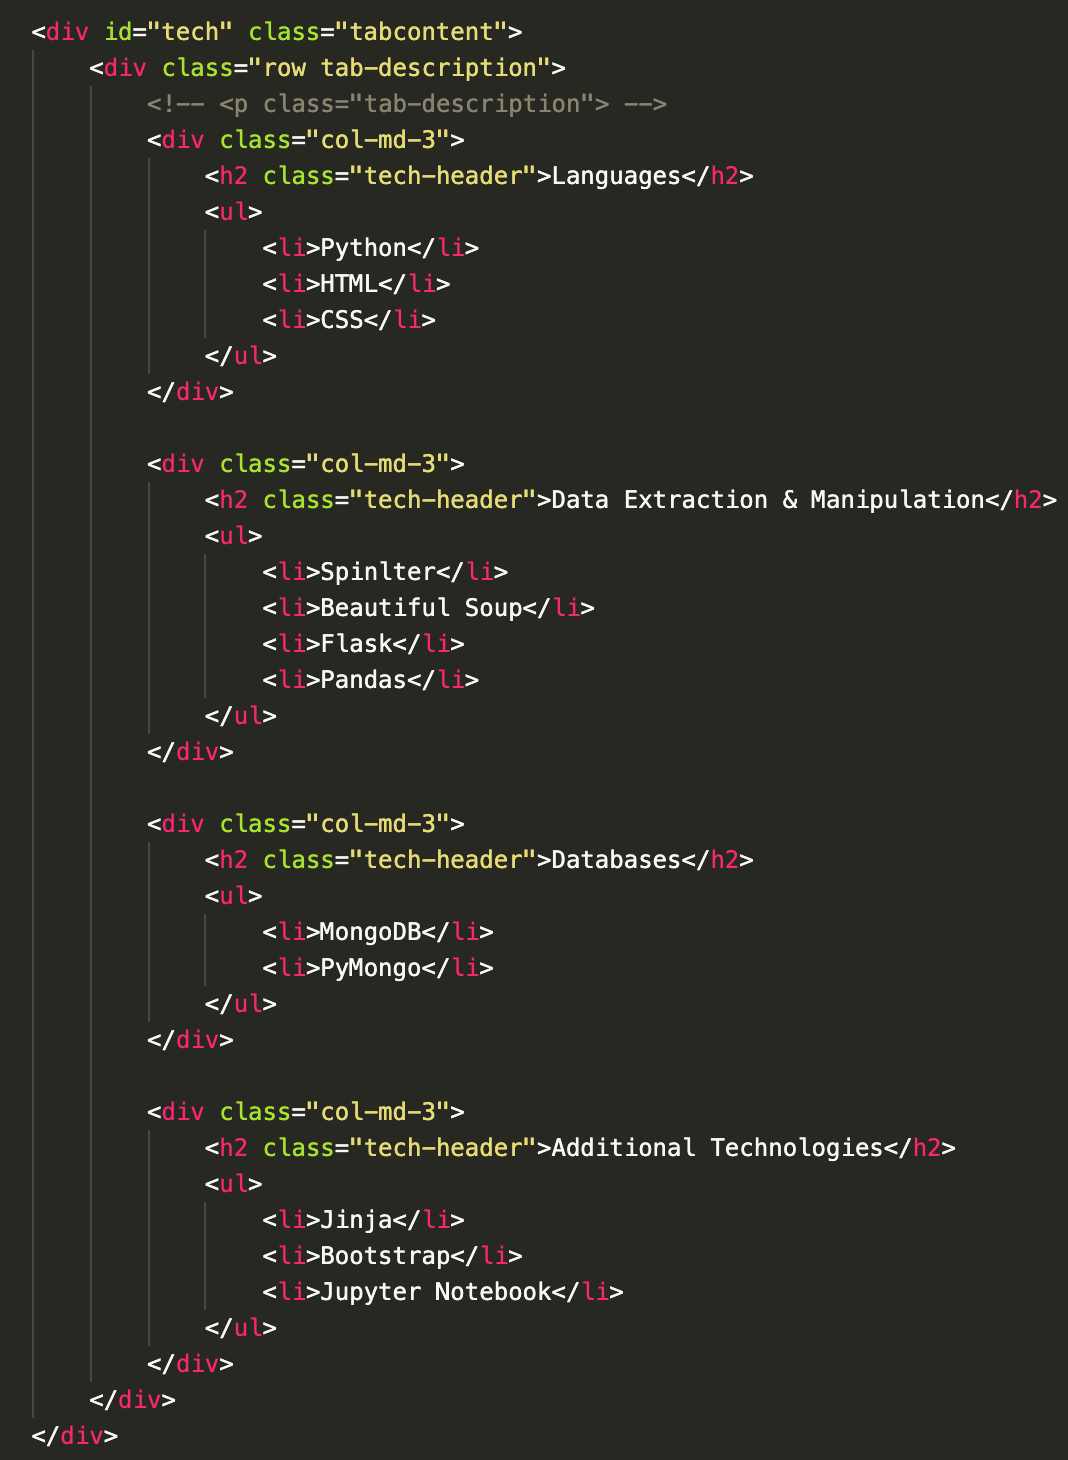 <div id="tech" class="tabcontent">
    <div class="row tab-description">
        <!-- <p class="tab-description"> -->
        <div class="col-md-3">
            <h2 class="tech-header">Languages</h2>
            <ul>
                <li>Python</li>
                <li>HTML</li>
                <li>CSS</li>
            </ul>
        </div>

        <div class="col-md-3">
            <h2 class="tech-header">Data Extraction & Manipulation</h2>
            <ul>
                <li>Spinlter</li>
                <li>Beautiful Soup</li>
                <li>Flask</li>
                <li>Pandas</li>
            </ul>
        </div>

        <div class="col-md-3">
            <h2 class="tech-header">Databases</h2>
            <ul>
                <li>MongoDB</li>
                <li>PyMongo</li>
            </ul>
        </div>

        <div class="col-md-3">
            <h2 class="tech-header">Additional Technologies</h2>
            <ul>
                <li>Jinja</li>
                <li>Bootstrap</li>
                <li>Jupyter Notebook</li>
            </ul>
        </div>
    </div>
</div>